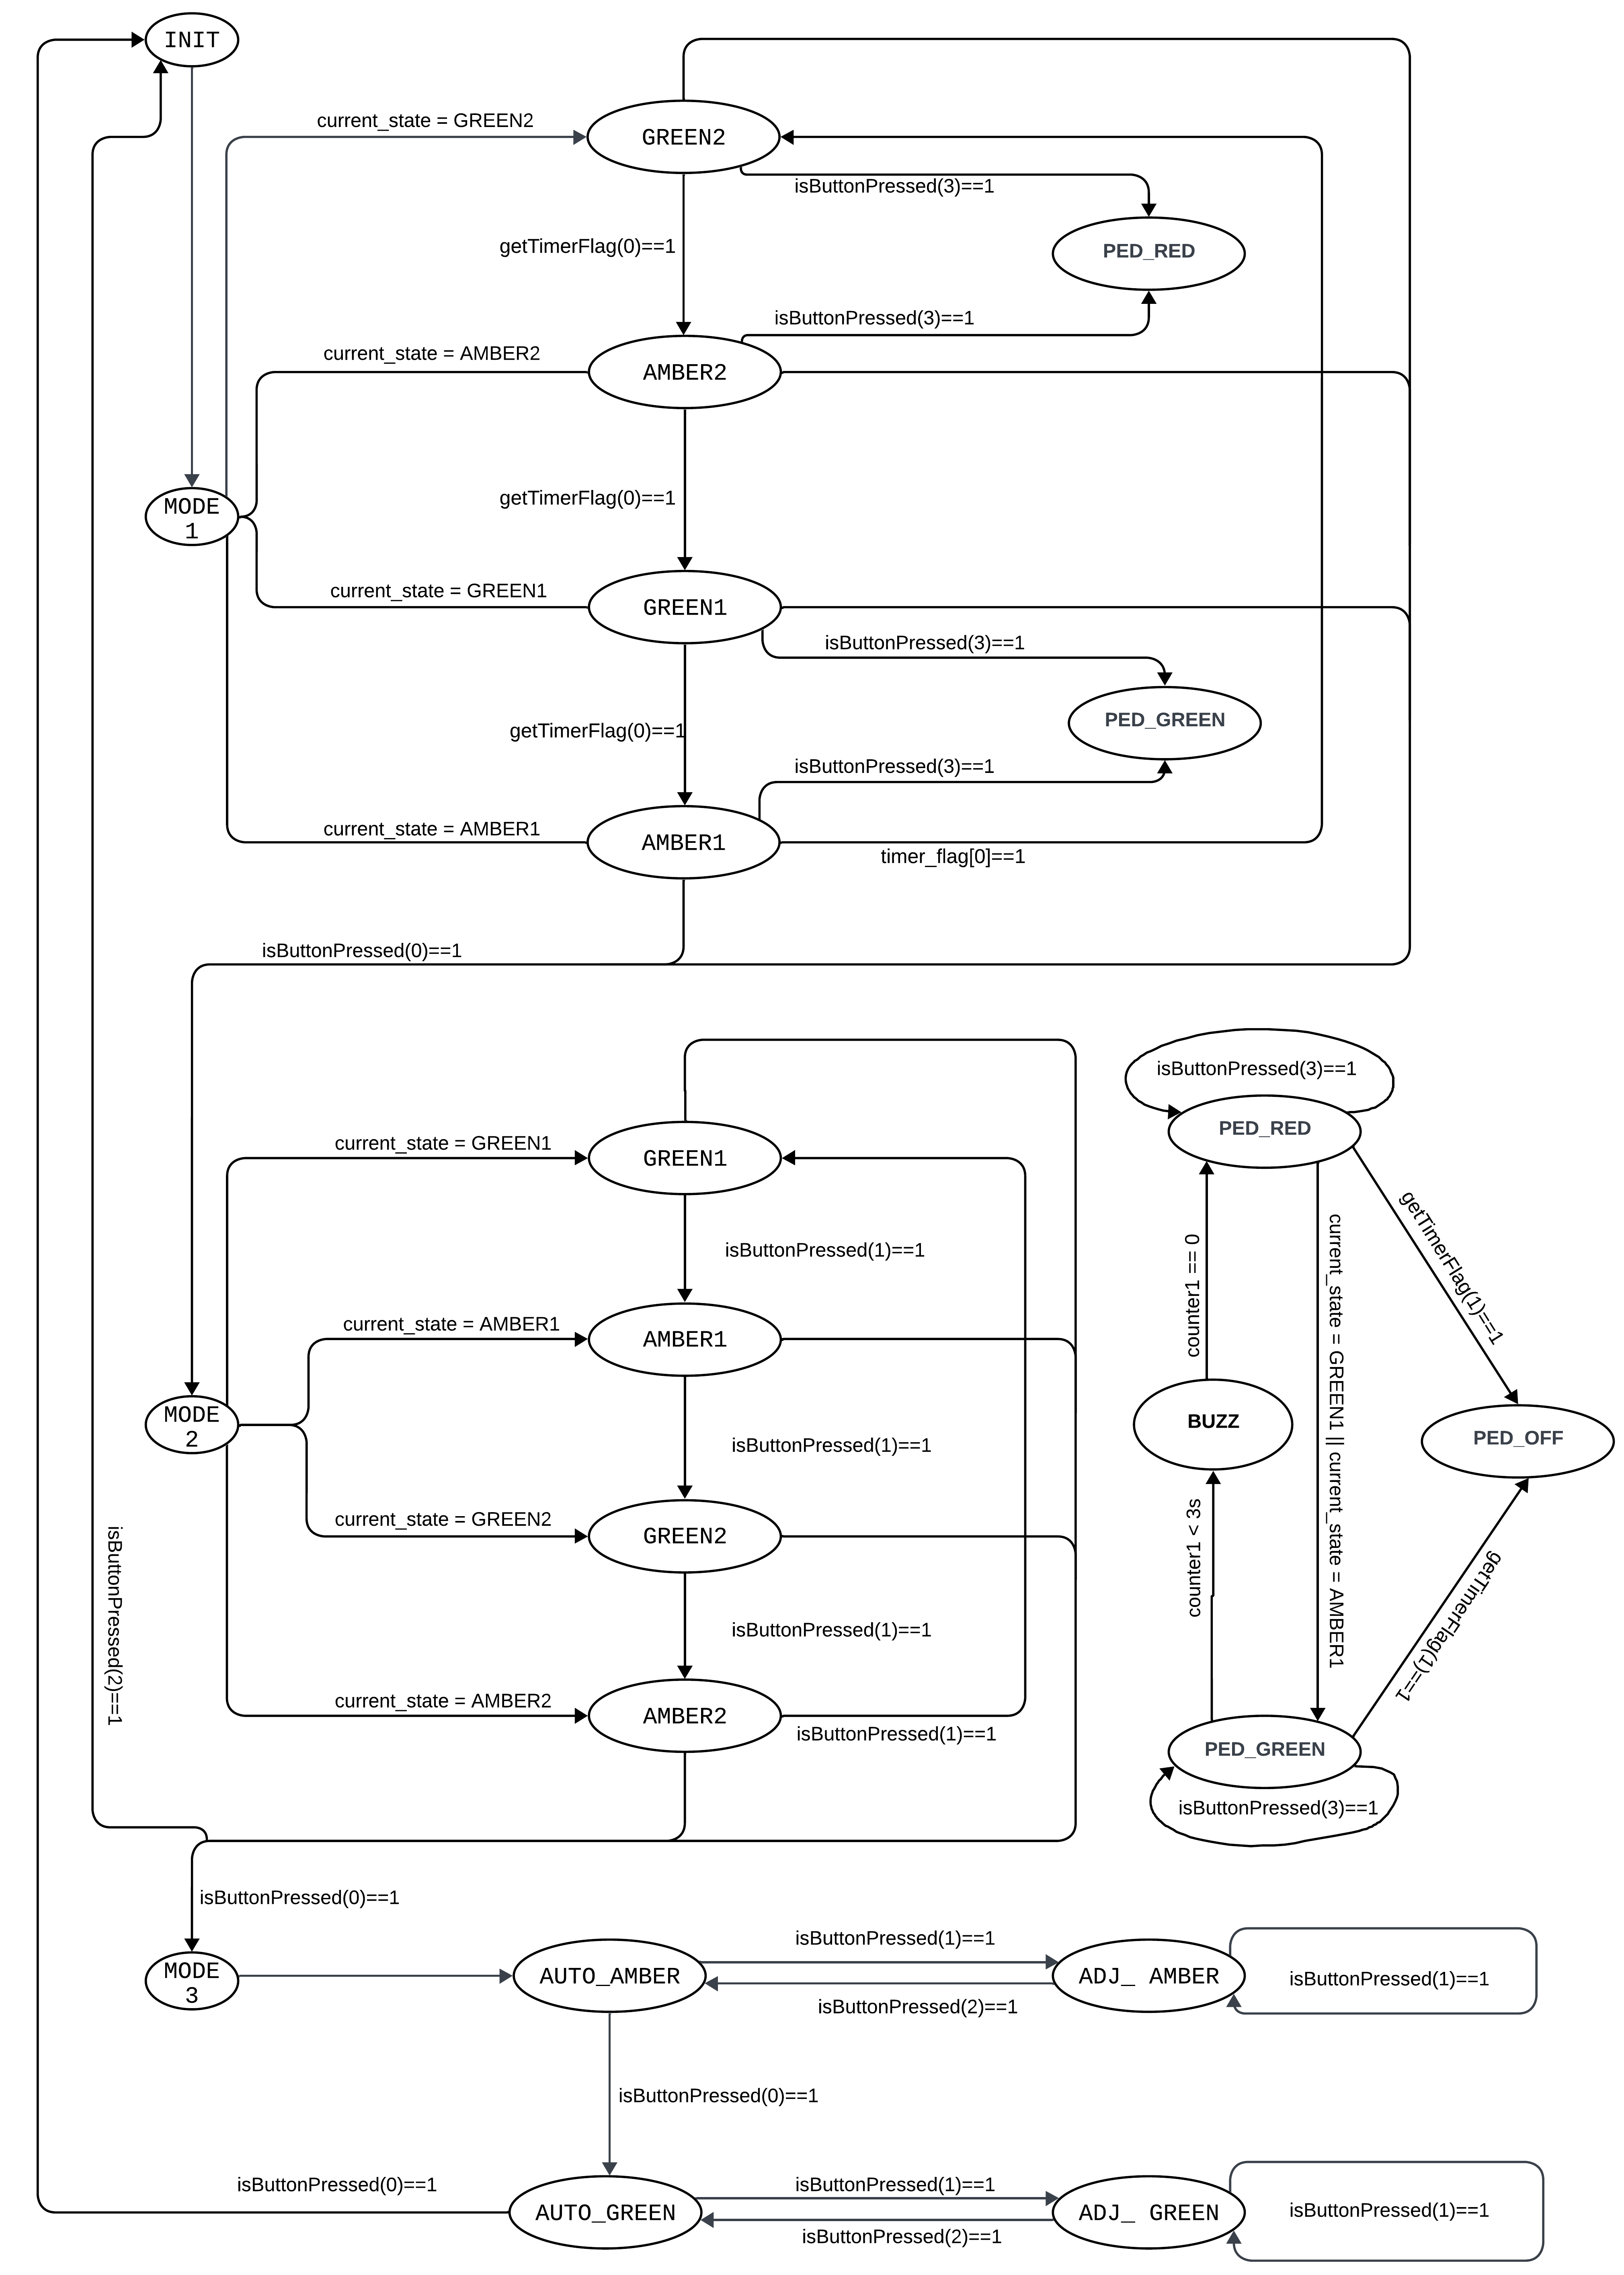 INIT
current_state = GREEN2
GREEN2
isButtonPressed(3)==1
getTimerFlag(0)==1
PED_RED
isButtonPressed(3)==1
current_state = AMBER2
AMBER2
getTimerFlag(0)==1
MODE
1
current_state = GREEN1
GREEN1
isButtonPressed(3)==1
getTimerFlag(0)==1
PED_GREEN
isButtonPressed(3)==1
current_state = AMBER1
AMBER1
timer_flag[0]==1
isButtonPressed(0)==1
current_state = GREEN1
GREEN1
isButtonPressed(1)==1
current_state = AMBER1
AMBER1
MODE
2
isButtonPressed(1)==1
current_state = GREEN2
GREEN2
isButtonPressed(1)==1
current_state = AMBER2
AMBER2
isButtonPressed(1)==1
isButtonPressed(2)==1
isButtonPressed(3)==1
PED_RED
counter1 == 0
current_state = GREEN1 || current_state = AMBER1
getTimerFlag(1)==1
BUZZ
PED_OFF
counter1 < 3s
getTimerFlag(1)==1
PED_GREEN
isButtonPressed(3)==1
isButtonPressed(0)==1
MODE
3
AUTO_AMBER
isButtonPressed(1)==1
isButtonPressed(2)==1
ADJ_ AMBER
isButtonPressed(1)==1
isButtonPressed(0)==1
isButtonPressed(0)==1
AUTO_GREEN
isButtonPressed(1)==1
isButtonPressed(2)==1
ADJ_ GREEN
isButtonPressed(1)==1